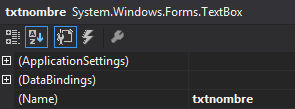 txtnombre System.Windows.Forms.TextBox
(ApplicationSettings)
(DataBindings)
(Name) txtnombre